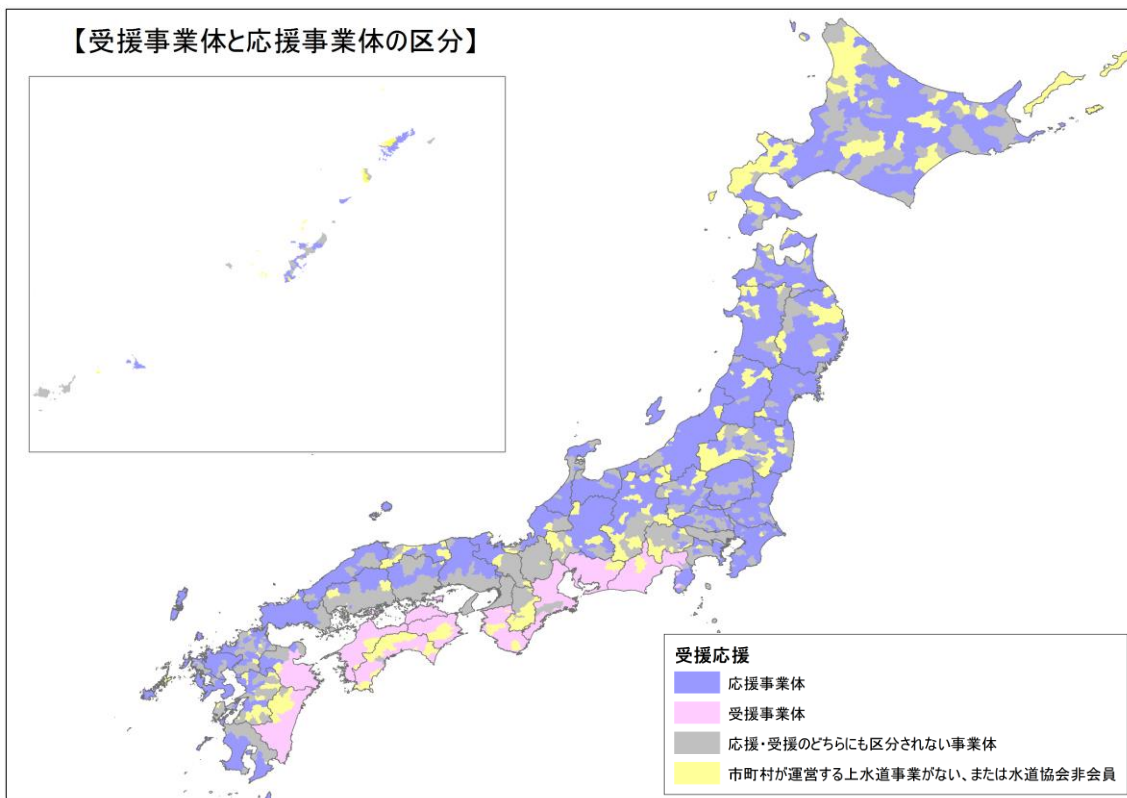 【受援事業体と応援事業体の区分】
受援応援
応援事業体
受援事業体
応援・受援のどちらにも区分されない事業体
市町村が運営する上水道事業がない、または水道協会非会員